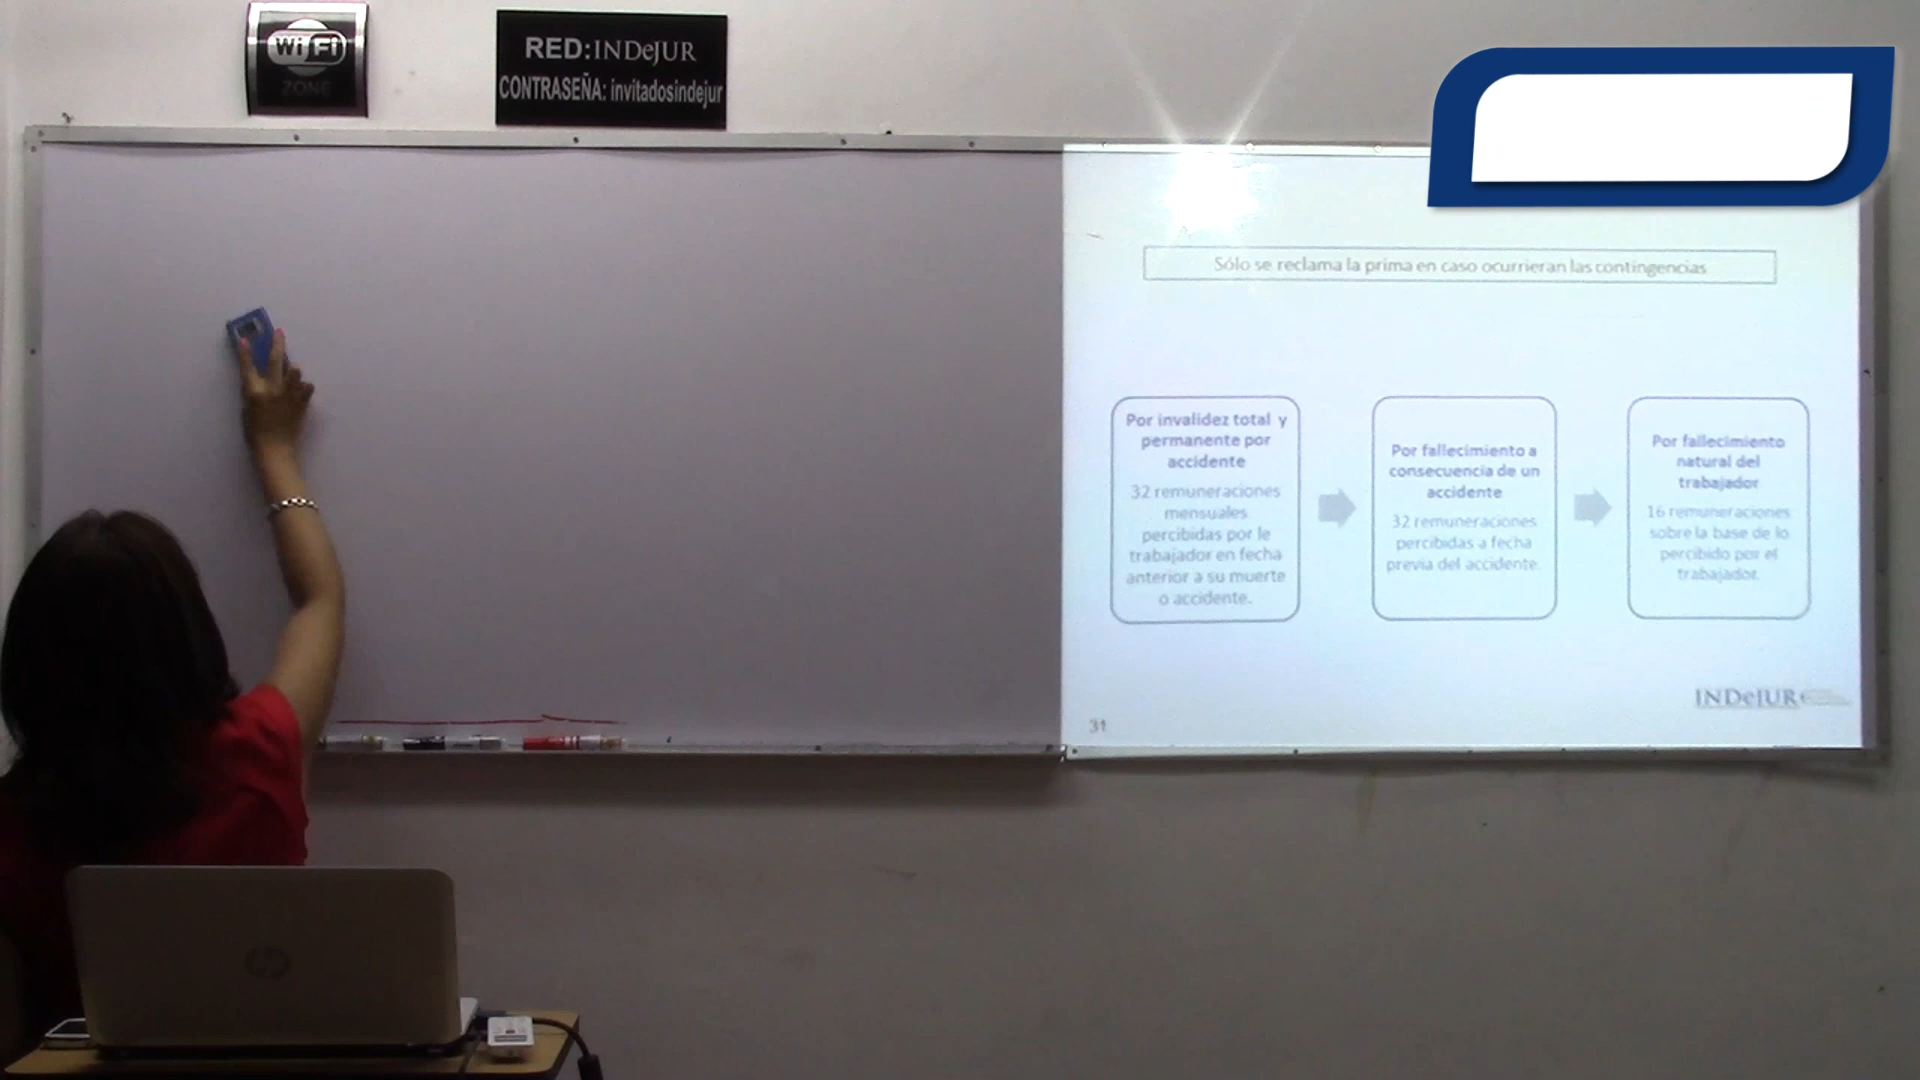 WiFi
ZONE
RED:INDeJUR
CONTRASEÑA: invitadosindejur
Sólo se reclama la prima en caso ocurrieran las contingencias
Por invalidez total y
permanente por
accidente
32 remuneraciones
mensuales
percibidas por le
trabajador en fecha
anterior a su muerte
o accidente.
Por fallecimiento a
consecuencia de un
accidente
32 remuneraciones
percibidas a fecha
previa del accidente.
Por fallecimiento
natural del
trabajador
16 remuneraciones
sobre la base de lo
percibido por el
trabajador.
INDeJUR
31
hp